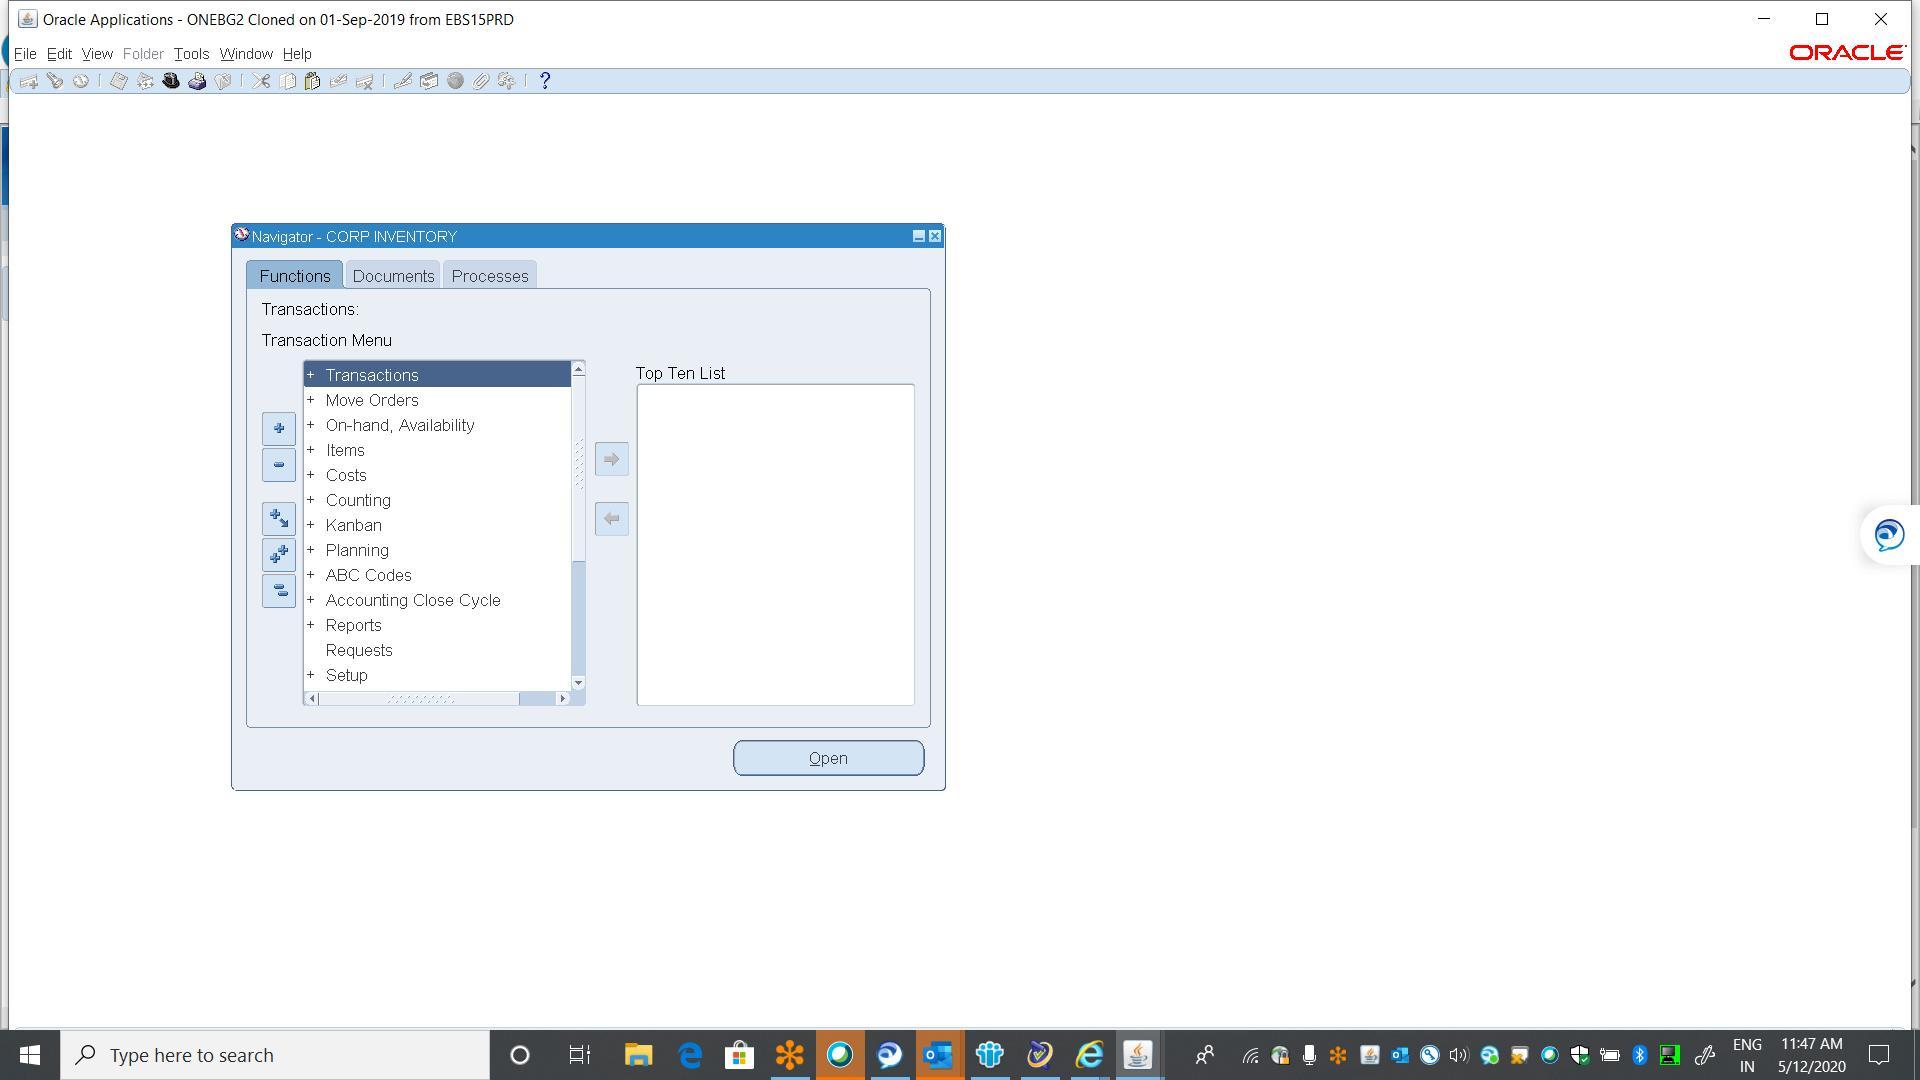 Oracle Applications - ONEBG2 Cloned on 01-Sep-2019 from EBS15PRD
File Edit View Folder Tools Window Help
ORACLE
?
Navigator - CORP INVENTORY
Functions Documents Processes
Transactions:
Transaction Menu
Top Ten List
+ Transactions
+ Move Orders
+ On-hand, Availability
+ Items
+ Costs
+ Counting
+ Kanban
+ Planning
+ ABC Codes
+ Accounting Close Cycle
+ Reports
Requests
+ Setup
Open
Type here to search
ENG
IN
11:47 AM
5/12/2020